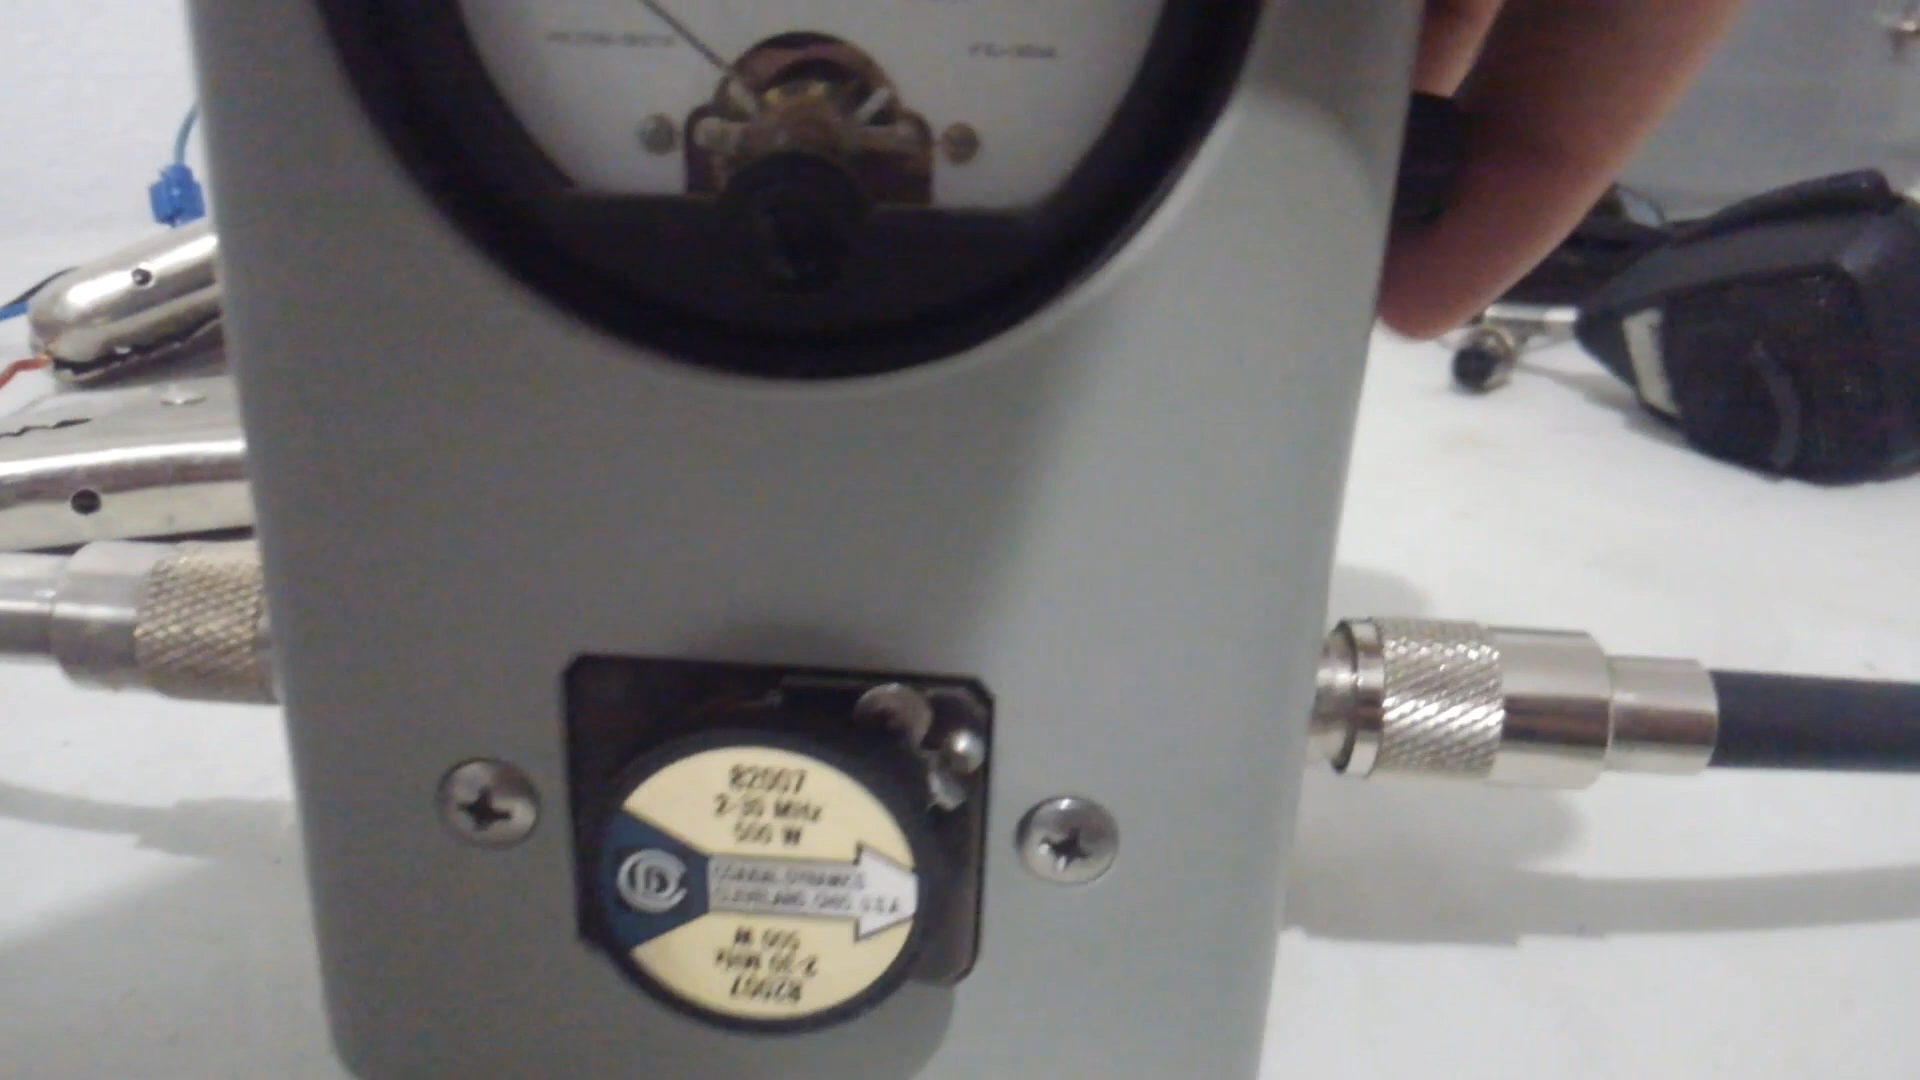 82007
2-30 MHz
500 W
COAXIAL DYNAMICS
CLEVELAND, OHIO U.S.A.
500 W
2-30 MHz
82007